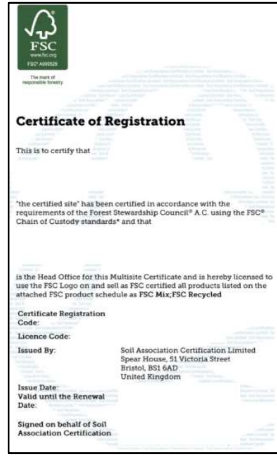 FSC
www.fsc.org
The mark of
responsible forestry
Certificate of Registration
This is to certify that
"the certified site" has been certified in accordance with the
requirements of the Forest Stewardship Council® A.C. using the FSC®
Chain of Custody standards* and that
is the Head Office for this Multisite Certificate and is hereby licensed to
use the FSC Logo on and sell as FSC certified all products listed on the
attached FSC product schedule as FSC Mix;FSC Recycled
Certificate Registration
Code:
Licence Code:
Issued By: Soil Association Certification Limited
Spear House, 51 Victoria Street
Bristol, BS1 6AD
United Kingdom
Issue Date:
Valid until the Renewal
Date:
Signed on behalf of Soil
Association Certification